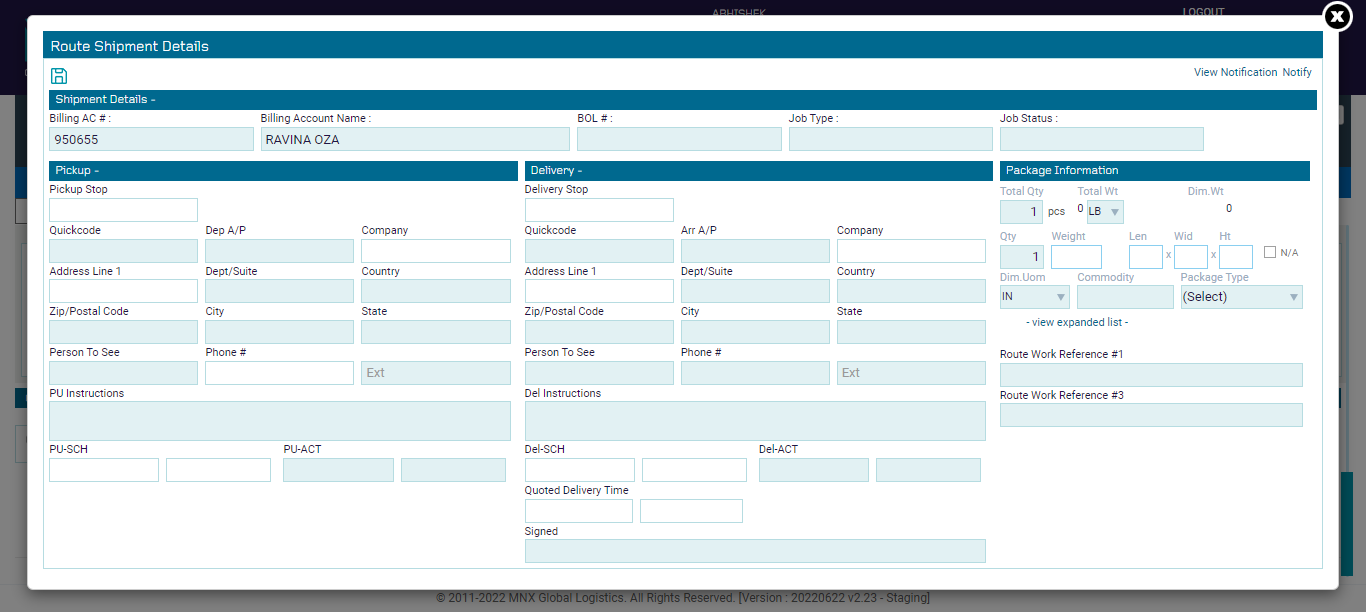 ABHISHEK LOGOUT
Route Shipment Details
View Notification Notify
Shipment Details -
Billing AC # : Billing Account Name : BOL # : Job Type : Job Status :
950655 RAVINA OZA
Pickup - Delivery - Package Information
Pickup Stop Delivery Stop Total Qty Total Wt Dim.Wt
1 pcs 0 LB 0
Quickcode Dep A/P Company Quickcode Arr A/P Company Qty Weight Len Wid Ht
1 x x N/A
Address Line 1 Dept/Suite Country Address Line 1 Dept/Suite Country Dim.Uom Commodity Package Type
IN (Select)
Zip/Postal Code City State Zip/Postal Code City State
- view expanded list -
Person To See Phone # Person To See Phone # Route Work Reference #1
Ext Ext
PU Instructions Del Instructions Route Work Reference #3
PU-SCH PU-ACT Del-SCH Del-ACT
Quoted Delivery Time
Signed
© 2011-2022 MNX Global Logistics. All Rights Reserved. [Version : 20220622 v2.23 - Staging]